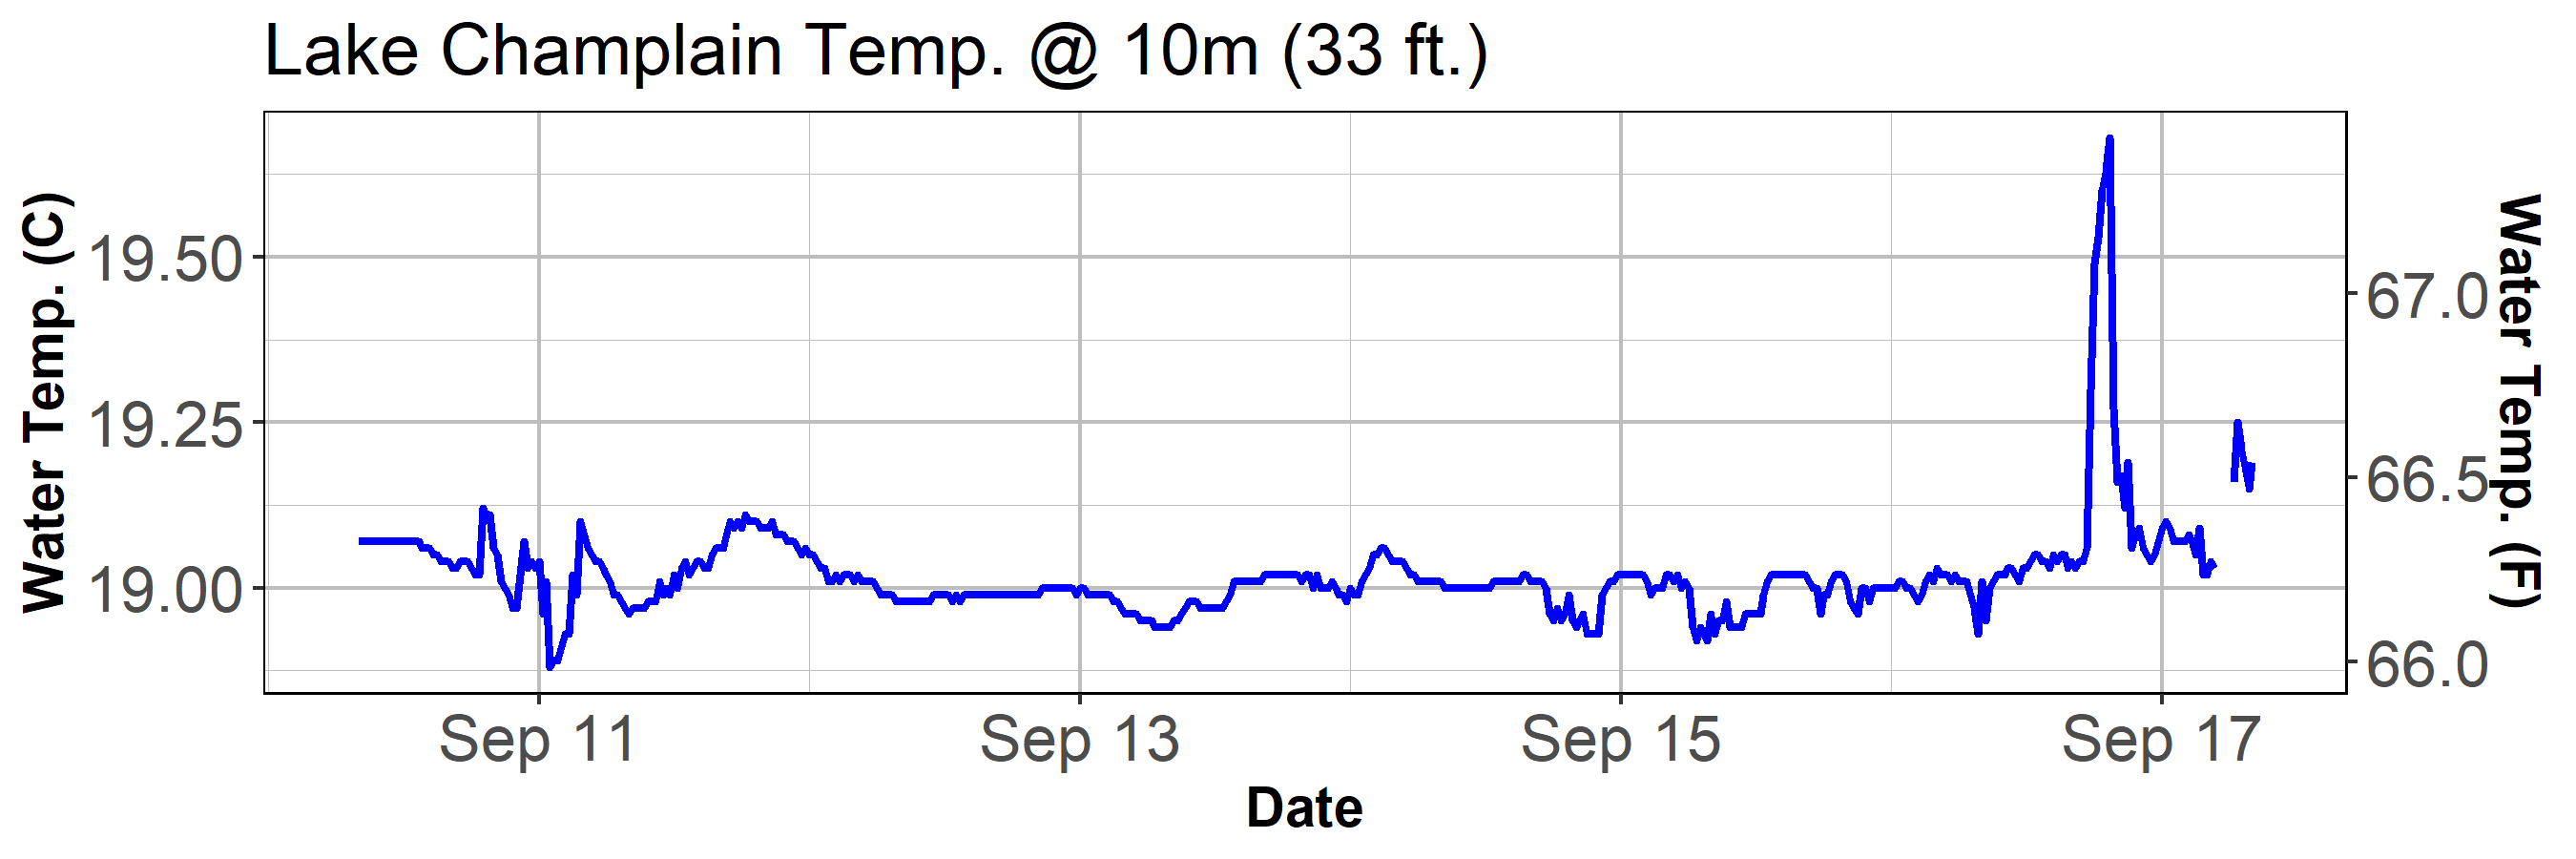 Lake Champlain Temp. @ 10m (33 ft.)
Water Temp. (C)
19.50
19.25
19.00
67.0
66.5
66.0
Water Temp. (F)
Sep 11
Sep 13
Sep 15
Sep 17
Date